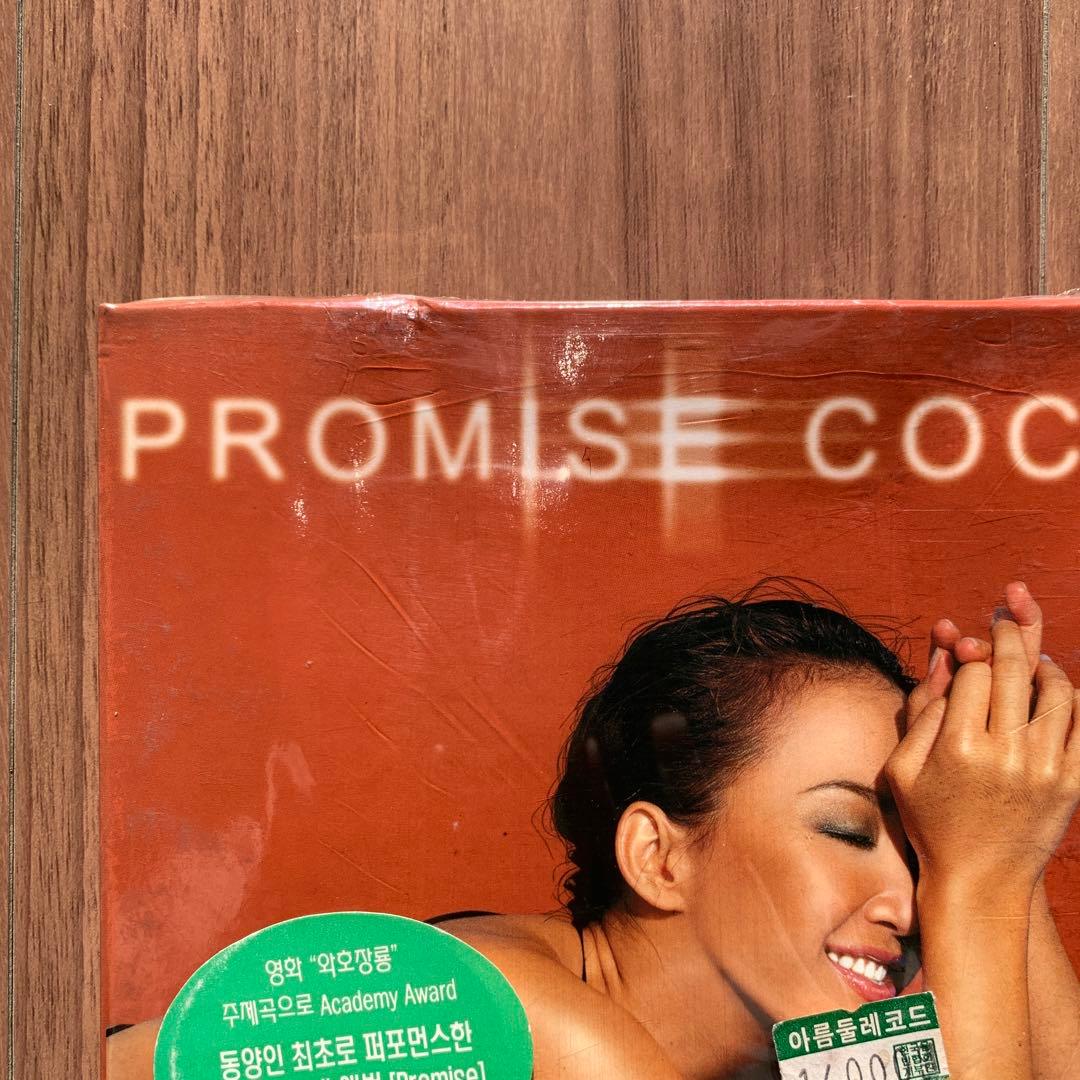 PROMISE COC
영화 “와호장룡”
주제곡으로 Academy Award
동양인 최초로 퍼포먼스한
[Promise]
아름둘레코드